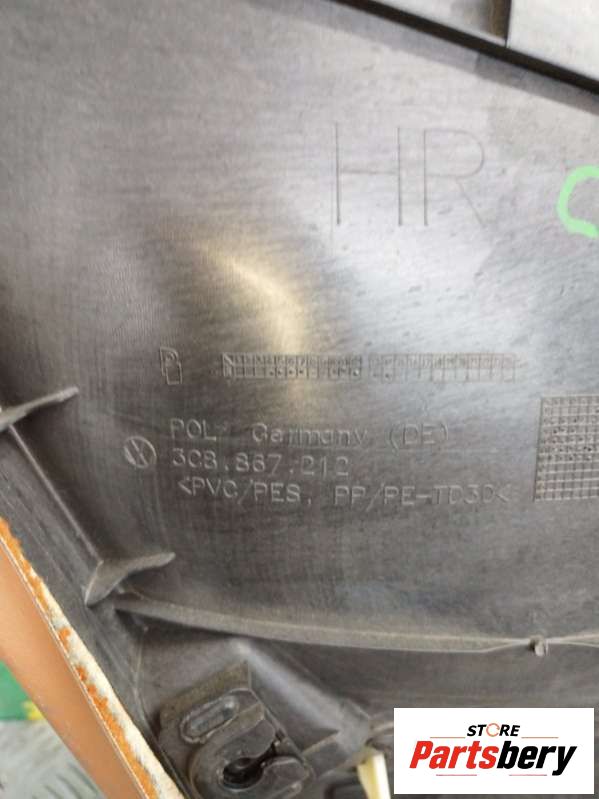 HR
POL' Germany (DE)
3C8.867.212
<PVC/PES, PP/PE-TD30<
STORE
Partsbery